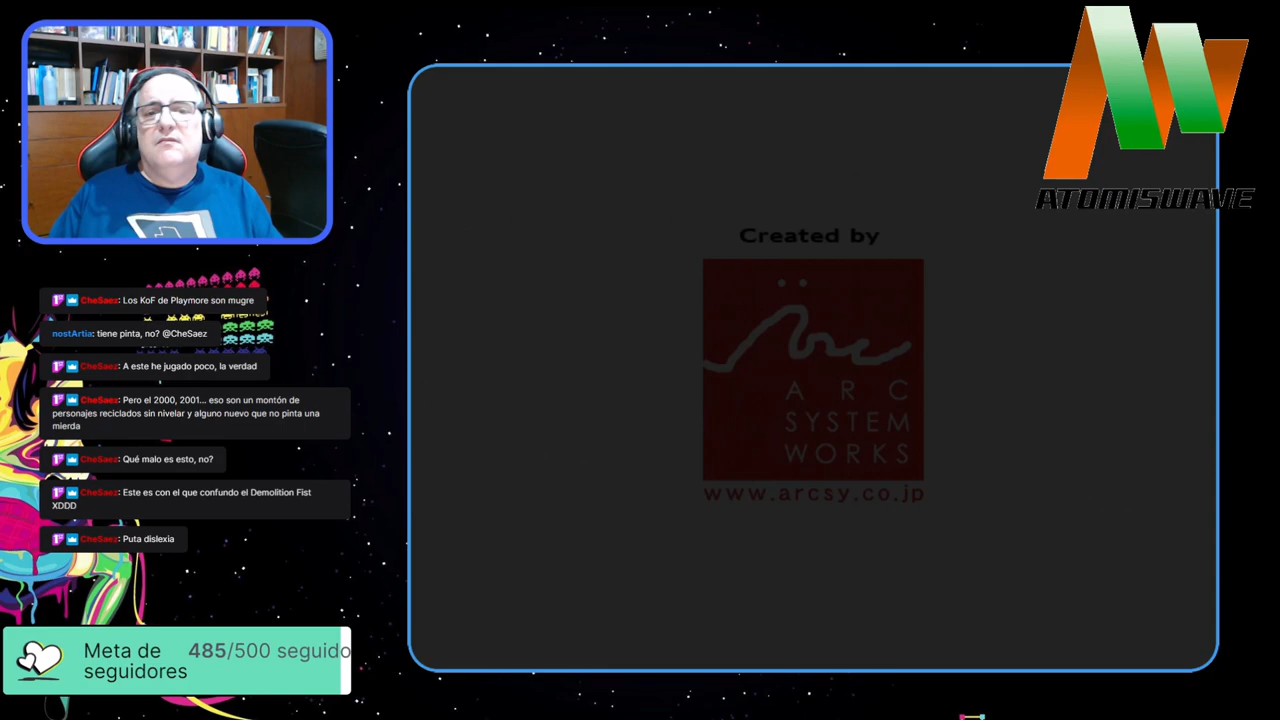 ATOMISWAVE
Created by
Arc
ARC
SYSTEM
WORKS
www.arcsy.co.jp
CheSaez: Los KoF de Playmore son mugre
nostArtia: tiene pinta, no? @CheSaez
CheSaez: A este he jugado poco, la verdad
CheSaez: Pero el 2000, 2001... eso son un montón de
personajes reciclados sin nivelar y alguno nuevo que no pinta una
mierda
CheSaez: Qué malo es esto, no?
CheSaez: Este es con el que confundo el Demolition Fist
XDDD
CheSaez: Puta dislexia
Meta de
seguidores
485/500 seguido